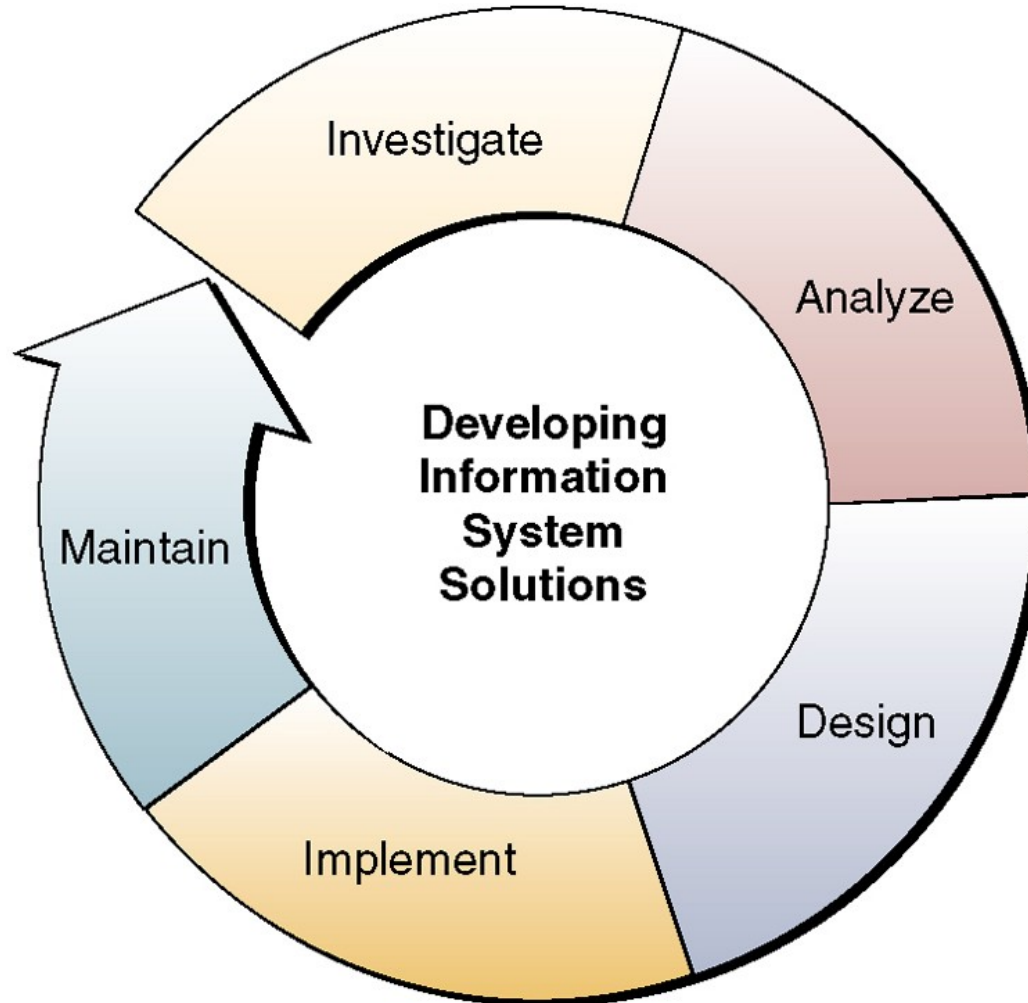 Investigate
Analyze
Developing
Information
System
Solutions
Maintain
Design
Implement